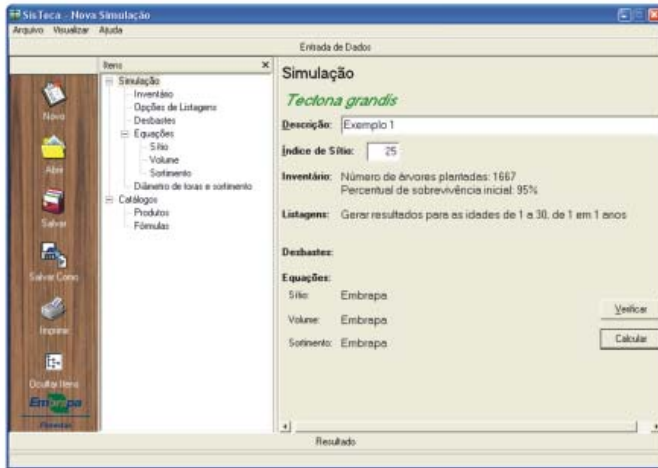 SisTeca - Nova Simulação
Arquivo Visualizar Ajuda
Entrada de Dados
Itens
Simulação
Inventário
Opções de Listagens
Desbastes
Equações
Sítio
Volume
Sortimento
Diâmetro de toras e sortimento
Catálogos
Produtos
Fórmulas
Novo
Abrir
Salvar
Salvar Como
Imprimir
Ocultar Itens
Embrapa
Florestas
Simulação
Tectona grandis
Descrição: Exemplo 1
Índice de Sítio: 25
Inventário: Número de árvores plantadas: 1667
Percentual de sobrevivência inicial: 95%
Listagens: Gerar resultados para as idades de 1 a 30, de 1 em 1 anos
Desbastes:
Equações:
Sítio: Embrapa
Volume: Embrapa
Sortimento: Embrapa
Verificar
Calcular
Resultado